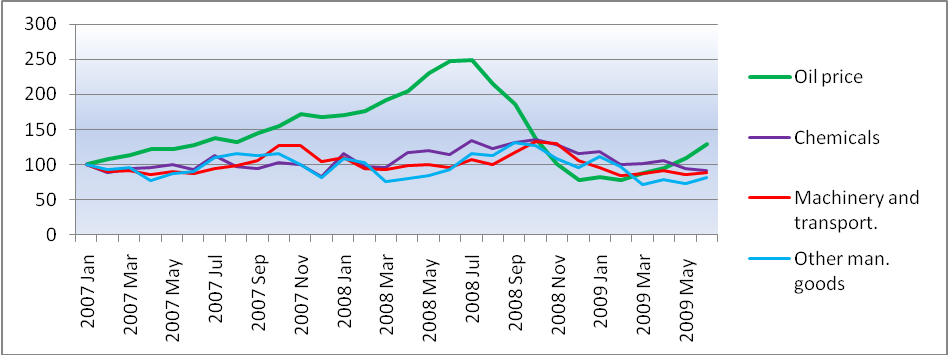 300
250
200
150
100
50
0
2007 Jan
2007 Mar
2007 May
2007 Jul
2007 Sep
2007 Nov
2008 Jan
2008 Mar
2008 May
2008 Jul
2008 Sep
2008 Nov
2009 Jan
2009 Mar
2009 May
Oil price
Chemicals
Machinery and
transport.
Other man.
goods